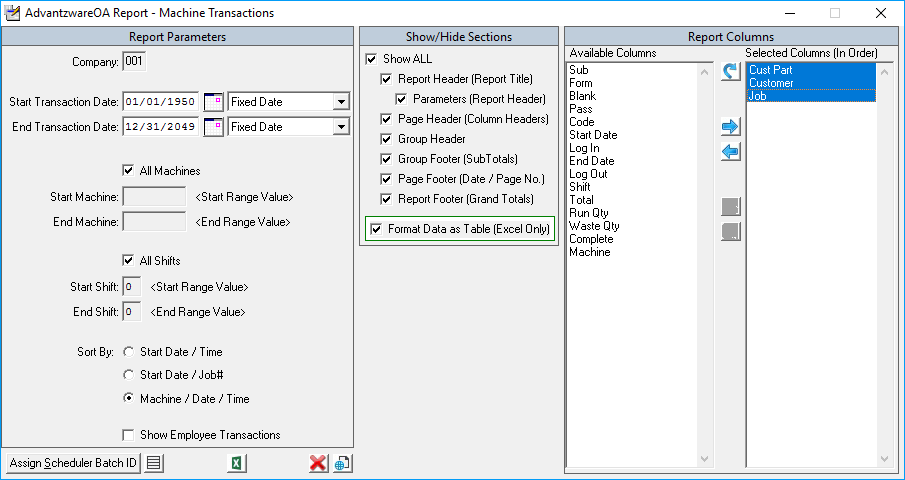 AdvantzwareOA Report - Machine Transactions
Report Parameters
Company: 001
Start Transaction Date: 01/01/1950 Fixed Date
End Transaction Date: 12/31/2049 Fixed Date
All Machines
Start Machine: <Start Range Value>
End Machine: <End Range Value>
All Shifts
Start Shift: 0 <Start Range Value>
End Shift: 0 <End Range Value>
Sort By: Start Date / Time
Start Date / Job#
Machine / Date / Time
Show Employee Transactions
Assign Scheduler Batch ID
Show/Hide Sections
Show ALL
Report Header (Report Title)
Parameters (Report Header)
Page Header (Column Headers)
Group Header
Group Footer (SubTotals)
Page Footer (Date / Page No.)
Report Footer (Grand Totals)
Format Data as Table (Excel Only)
Report Columns
Available Columns
Sub
Form
Blank
Pass
Code
Start Date
Log In
End Date
Log Out
Shift
Total
Run Qty
Waste Qty
Complete
Machine
Selected Columns (In Order)
Cust Part
Customer
Job